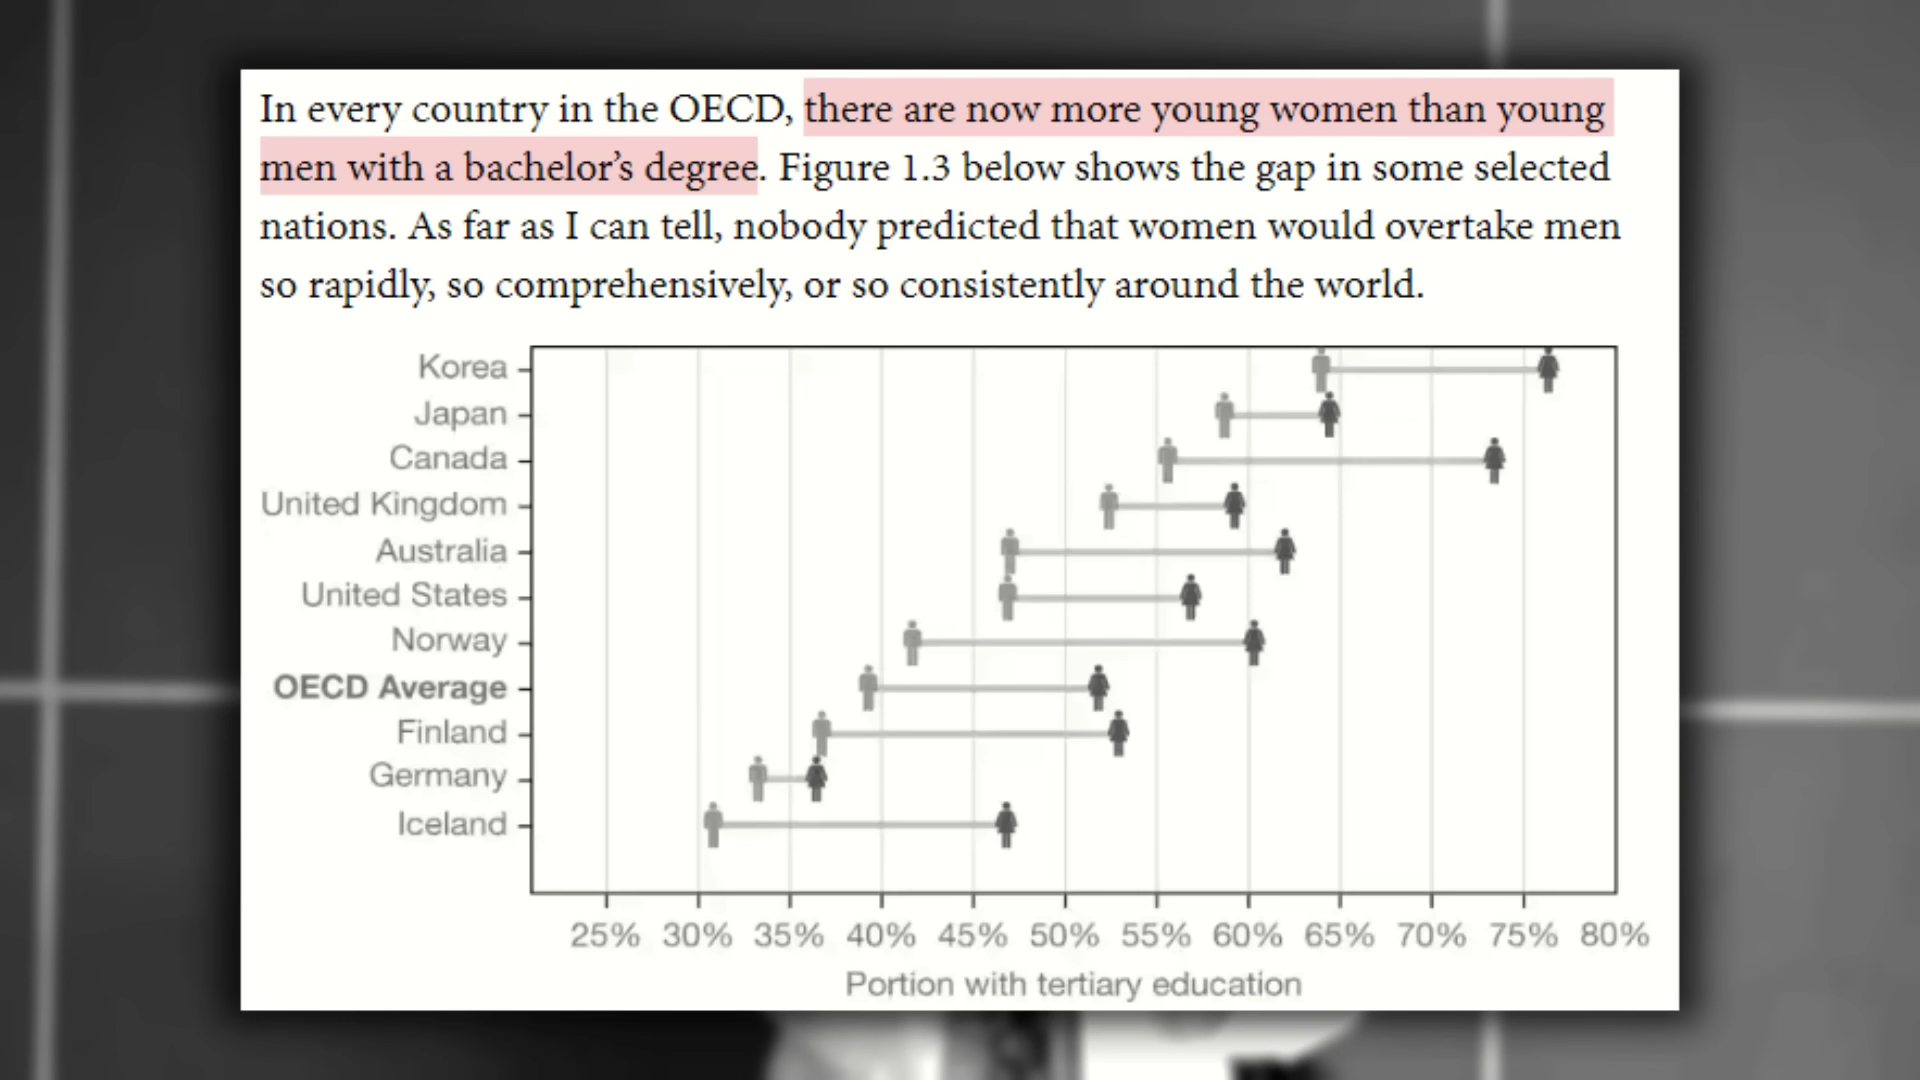 In every country in the OECD, there are now more young women than young
men with a bachelor’s degree. Figure 1.3 below shows the gap in some selected
nations. As far as I can tell, nobody predicted that women would overtake men
so rapidly, so comprehensively, or so consistently around the world.
Korea
Japan
Canada
United Kingdom
Australia
United States
Norway
OECD Average
Finland
Germany
Iceland
25% 30% 35% 40% 45% 50% 55% 60% 65% 70% 75% 80%
Portion with tertiary education